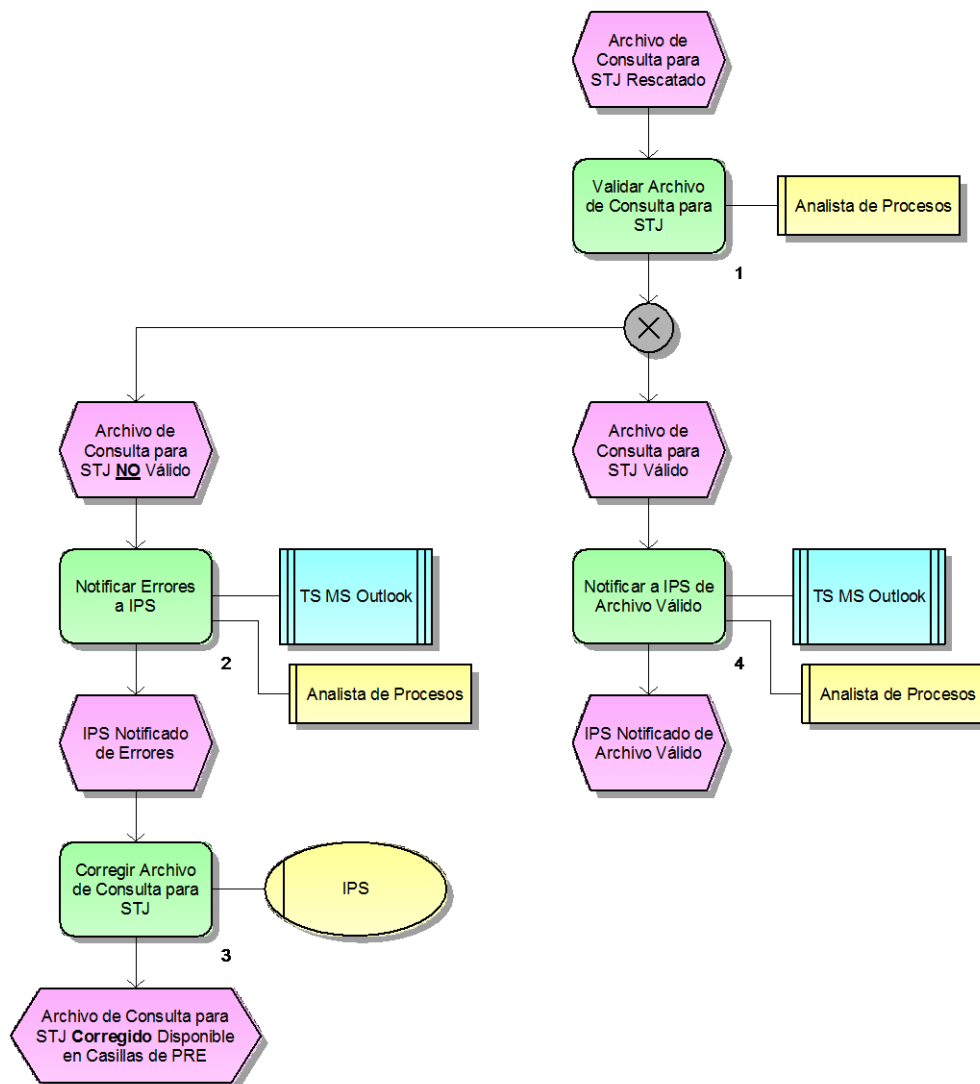 Archivo de
Consulta para
STJ Rescatado
Validar Archivo
de Consulta para
STJ
Analista de Procesos
1
Archivo de
Consulta para
STJ NO Válido
Archivo de
Consulta para
STJ Válido
Notificar Errores
a IPS
TS MS Outlook
2
Analista de Procesos
Notificar a IPS de
Archivo Válido
TS MS Outlook
4
Analista de Procesos
IPS Notificado
de Errores
IPS Notificado de
Archivo Válido
Corregir Archivo
de Consulta para
STJ
IPS
3
Archivo de Consulta para
STJ Corregido Disponible
en Casillas de PRE